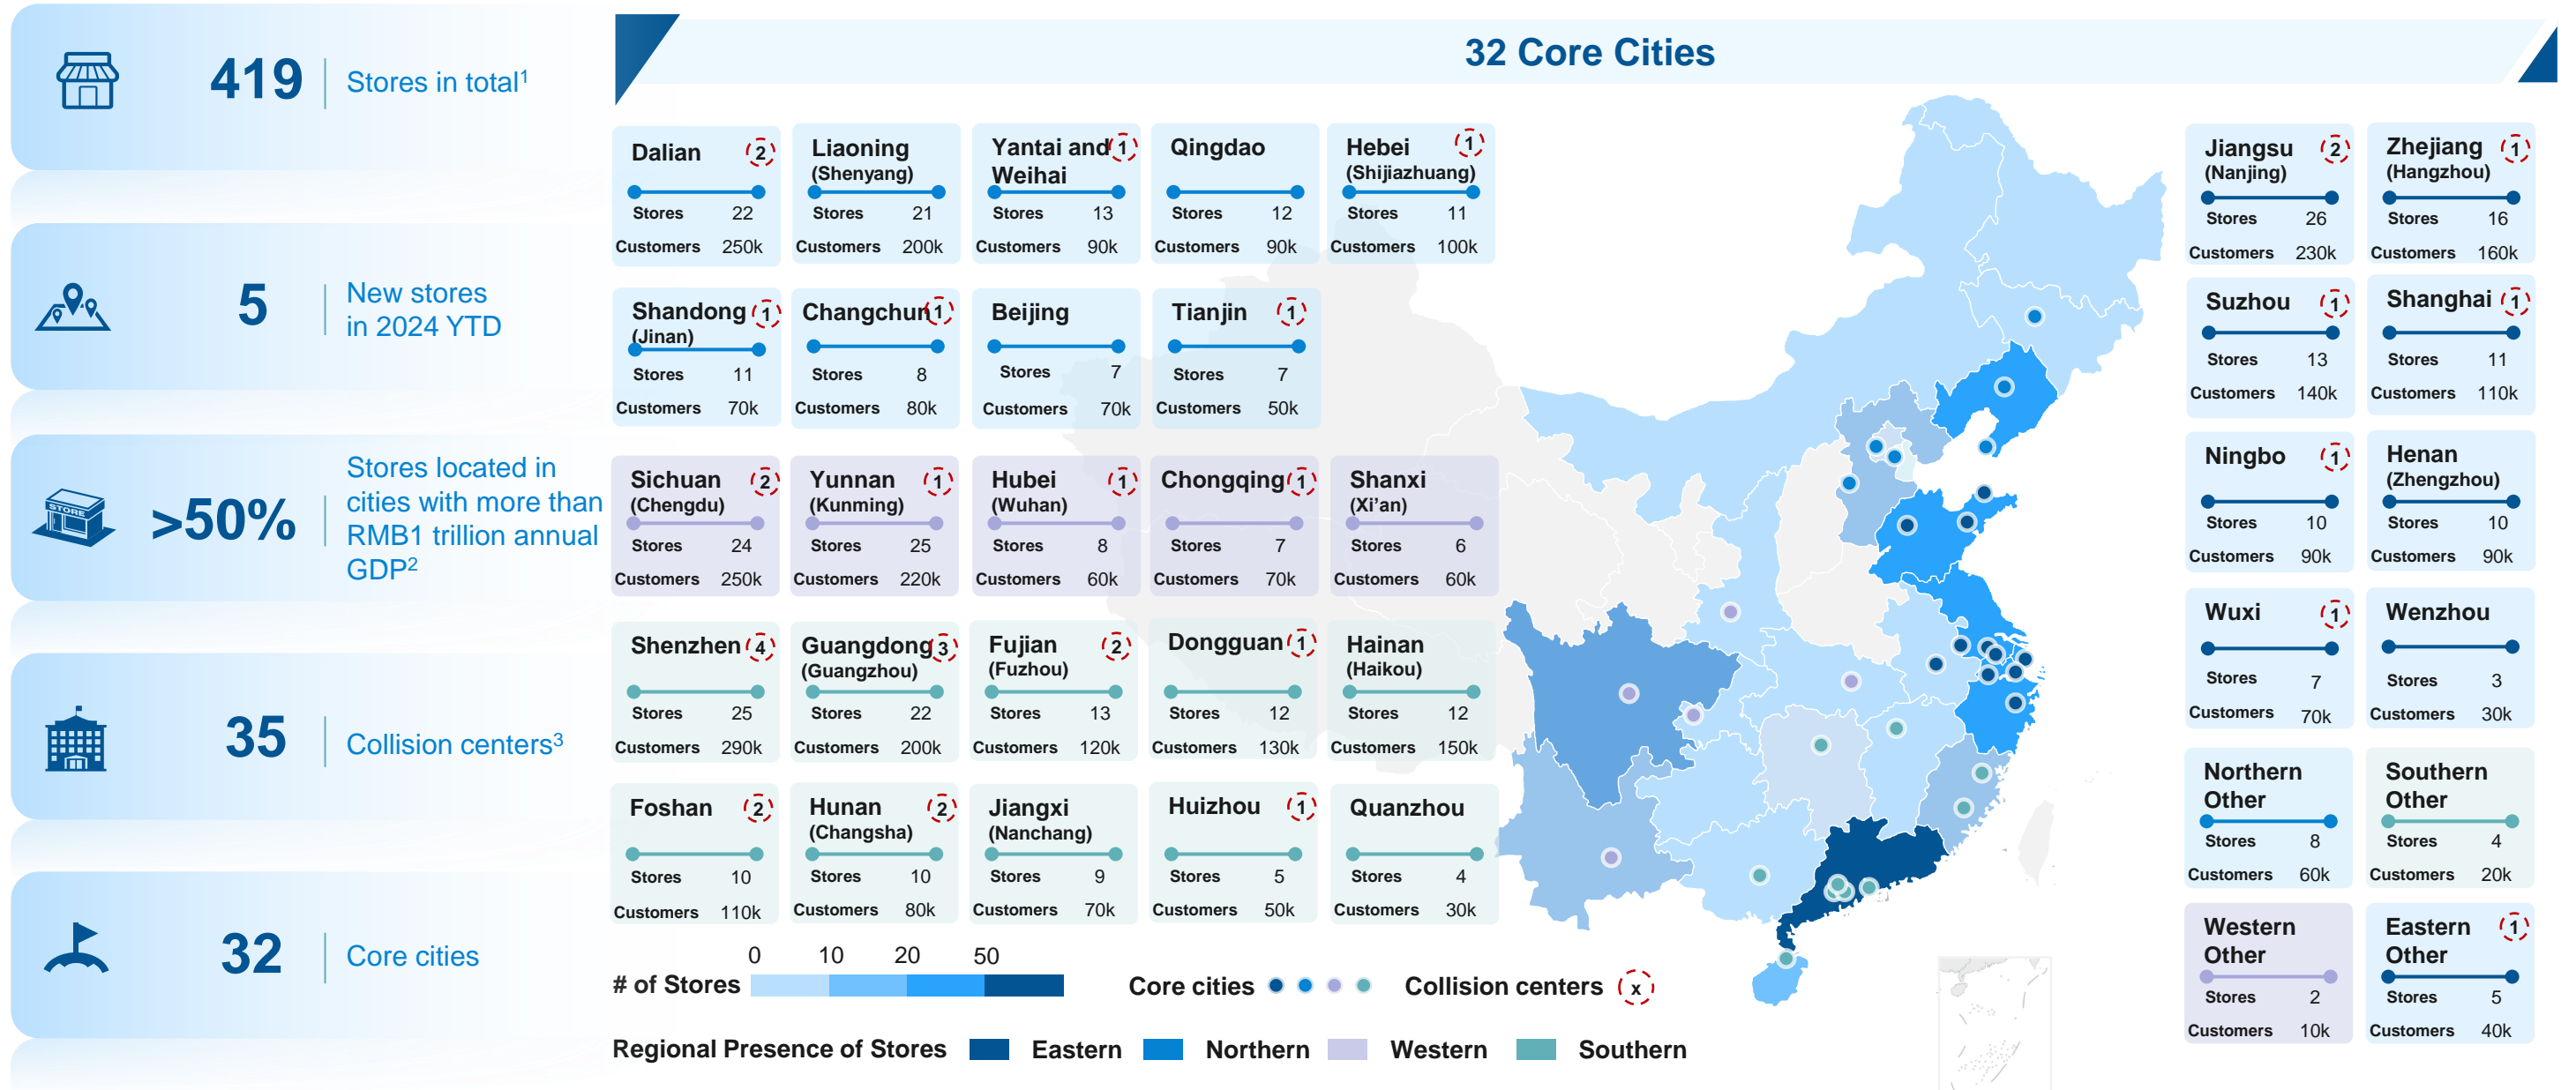 419
Stores in total1
5
New stores
in 2024 YTD
>50%
Stores located in
cities with more than
RMB1 trillion annual
GDP2
STORE
35
Collision centers3
32
Core cities
32 Core Cities
Dalian 2
Stores 22
Customers 250k
Liaoning
(Shenyang)
Stores 21
Customers 200k
Yantai and 1
Weihai
Stores 13
Customers 90k
Qingdao
Stores 12
Customers 90k
Hebei 1
(Shijiazhuang)
Stores 11
Customers 100k
Shandong 1
(Jinan)
Stores 11
Customers 70k
Changchun 1
Stores 8
Customers 80k
Beijing
Stores 7
Customers 70k
Tianjin 1
Stores 7
Customers 50k
Sichuan 2
(Chengdu)
Stores 24
Customers 250k
Yunnan 1
(Kunming)
Stores 25
Customers 220k
Hubei 1
(Wuhan)
Stores 8
Customers 60k
Chongqing 1
Stores 7
Customers 70k
Shanxi
(Xi’an)
Stores 6
Customers 60k
Shenzhen 4
Stores 25
Customers 290k
Guangdong 3
(Guangzhou)
Stores 22
Customers 200k
Fujian 2
(Fuzhou)
Stores 13
Customers 120k
Dongguan 1
Stores 12
Customers 130k
Hainan
(Haikou)
Stores 12
Customers 150k
Foshan 2
Stores 10
Customers 110k
Hunan 2
(Changsha)
Stores 10
Customers 80k
Jiangxi
(Nanchang)
Stores 9
Customers 70k
Huizhou 1
Stores 5
Customers 50k
Quanzhou
Stores 4
Customers 30k
Jiangsu 2
(Nanjing)
Stores 26
Customers 230k
Zhejiang 1
(Hangzhou)
Stores 16
Customers 160k
Suzhou 1
Stores 13
Customers 140k
Shanghai 1
Stores 11
Customers 110k
Ningbo 1
Stores 10
Customers 90k
Henan
(Zhengzhou)
Stores 10
Customers 90k
Wuxi 1
Stores 7
Customers 70k
Wenzhou
Stores 3
Customers 30k
Northern
Other
Stores 8
Customers 60k
Southern
Other
Stores 4
Customers 20k
Western
Other
Stores 2
Customers 10k
Eastern 1
Other
Stores 5
Customers 40k
0 10 20 50
# of Stores
Core cities
Collision centers x
Regional Presence of Stores Eastern Northern Western Southern